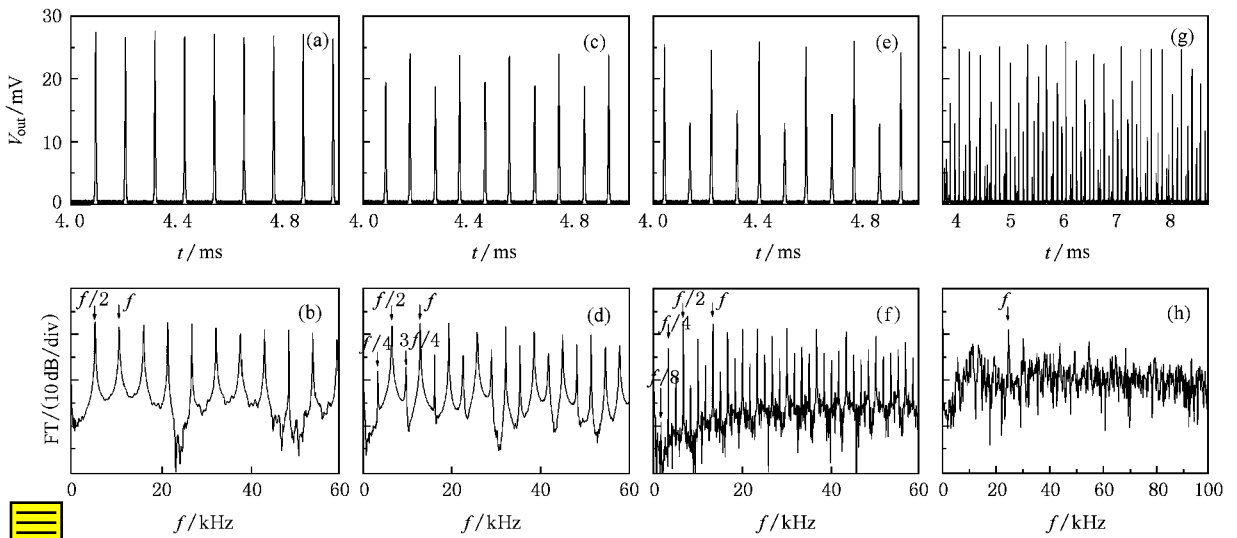 30
20
10
0
V_out/mV
(a)
(c)
(e)
(g)
4.0 4.4 4.8
4.0 4.4 4.8
4.0 4.4 4.8
4 5 6 7 8
t/ms
t/ms
t/ms
t/ms
FT/(10 dB/div)
f/2 f (b)
f/2 f (d)
f/4 3f/4
f/2 f (f)
f/4
f/8
f (h)
0 20 40 60
0 20 40 60
0 20 40 60
0 20 40 60 80 100
f/kHz
f/kHz
f/kHz
f/kHz